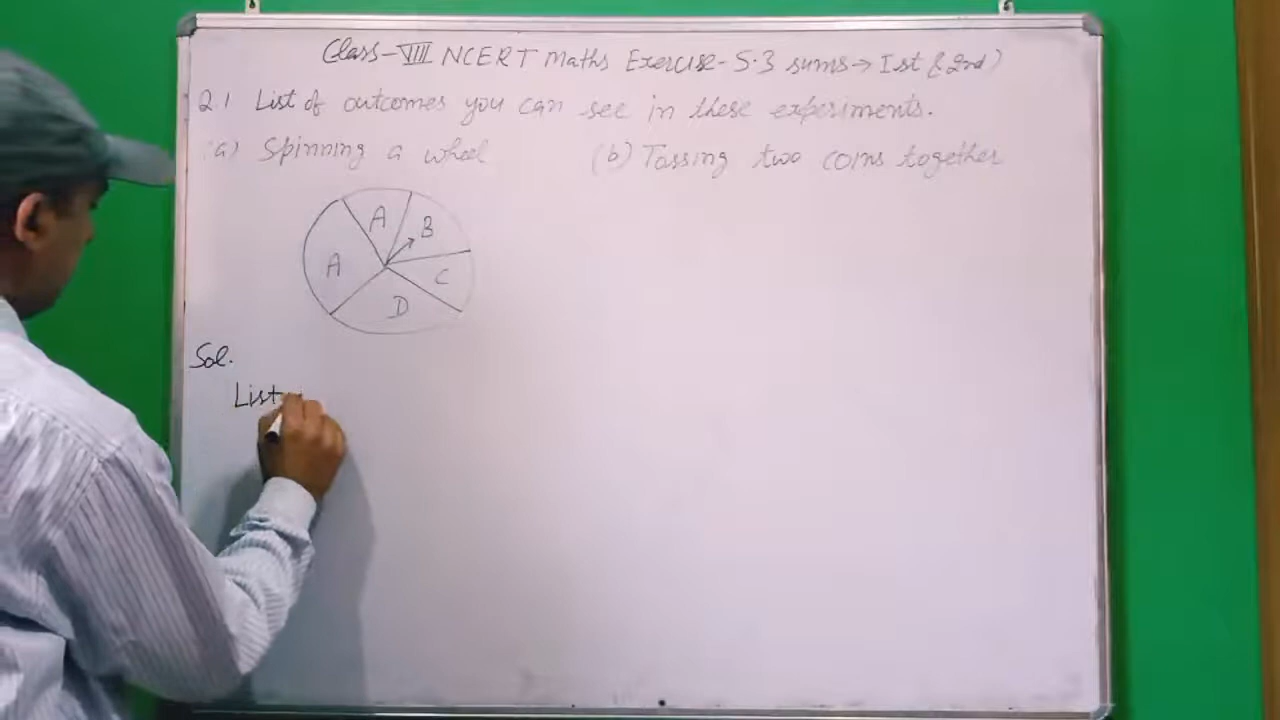 Class-VIII NCERT Maths Exercise-5.3 sums→Ist & 2nd)
Q.1 List of outcomes you can see in these experiments.
(a) Spinning a wheel (b) Tassing two coins together
A
B
A
C
D
Sol.
List